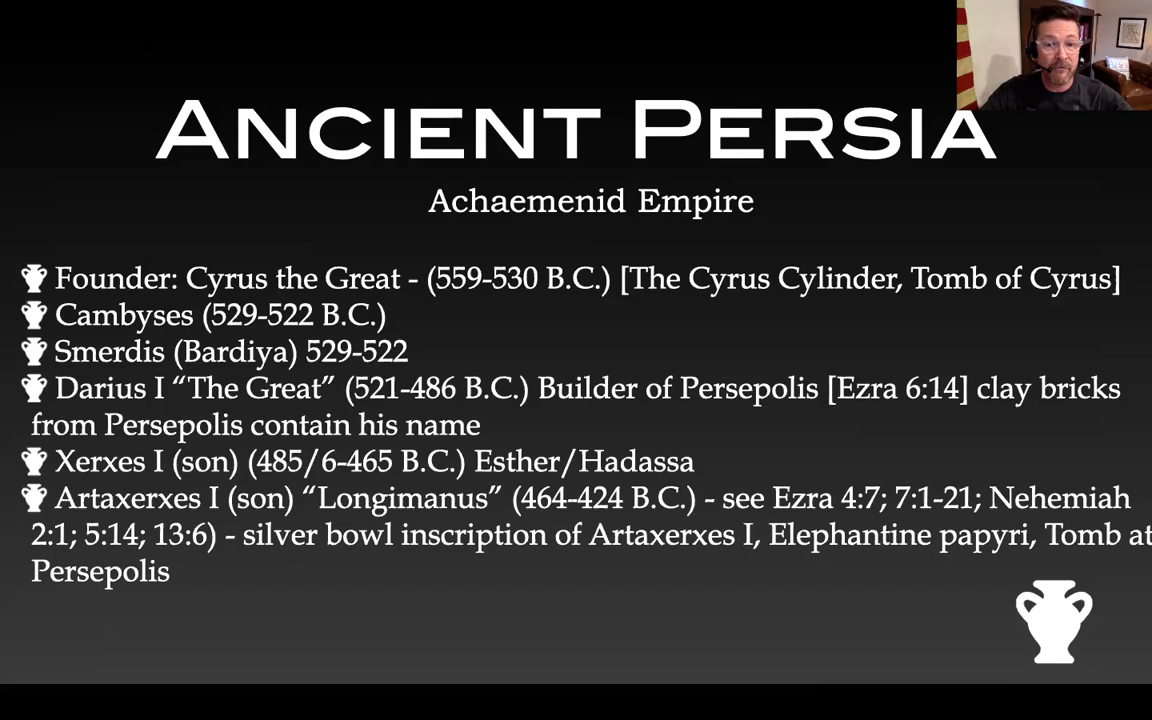 ANCIENT PERSIA
Achaemenid Empire
Founder: Cyrus the Great - (559-530 B.C.) [The Cyrus Cylinder, Tomb of Cyrus]
Cambyses (529-522 B.C.)
Smerdis (Bardiya) 529-522
Darius I “The Great” (521-486 B.C.) Builder of Persepolis [Ezra 6:14] clay bricks
from Persepolis contain his name
Xerxes I (son) (485/6-465 B.C.) Esther/Hadassa
Artaxerxes I (son) “Longimanus” (464-424 B.C.) - see Ezra 4:7; 7:1-21; Nehemiah
2:1; 5:14; 13:6) - silver bowl inscription of Artaxerxes I, Elephantine papyri, Tomb at
Persepolis